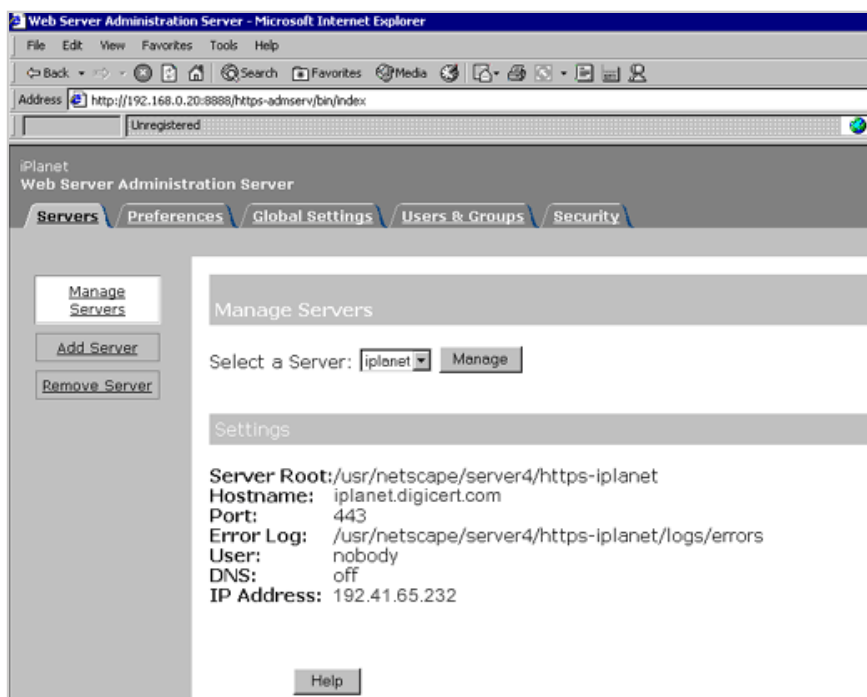 Web Server Administration Server - Microsoft Internet Explorer
File Edit View Favorites Tools Help
Back Search Favorites Media
Address http://192.168.0.20:8888/https-admserv/bin/index
Unregistered
iPlanet
Web Server Administration Server
Servers Preferences Global Settings Users & Groups Security
Manage
Servers
Add Server
Remove Server
Manage Servers
Select a Server: iplanet Manage
Settings
Server Root:/usr/netscape/server4/https-iplanet
Hostname: iplanet.digicert.com
Port: 443
Error Log: /usr/netscape/server4/https-iplanet/logs/errors
User: nobody
DNS: off
IP Address: 192.41.65.232
Help